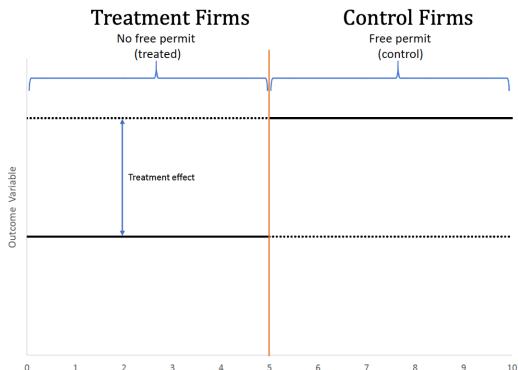 Treatment Firms
No free permit
(treated)
Control Firms
Free permit
(control)
Treatment effect
Outcome Variable
0 1 2 3 4 5 6 7 8 9 10